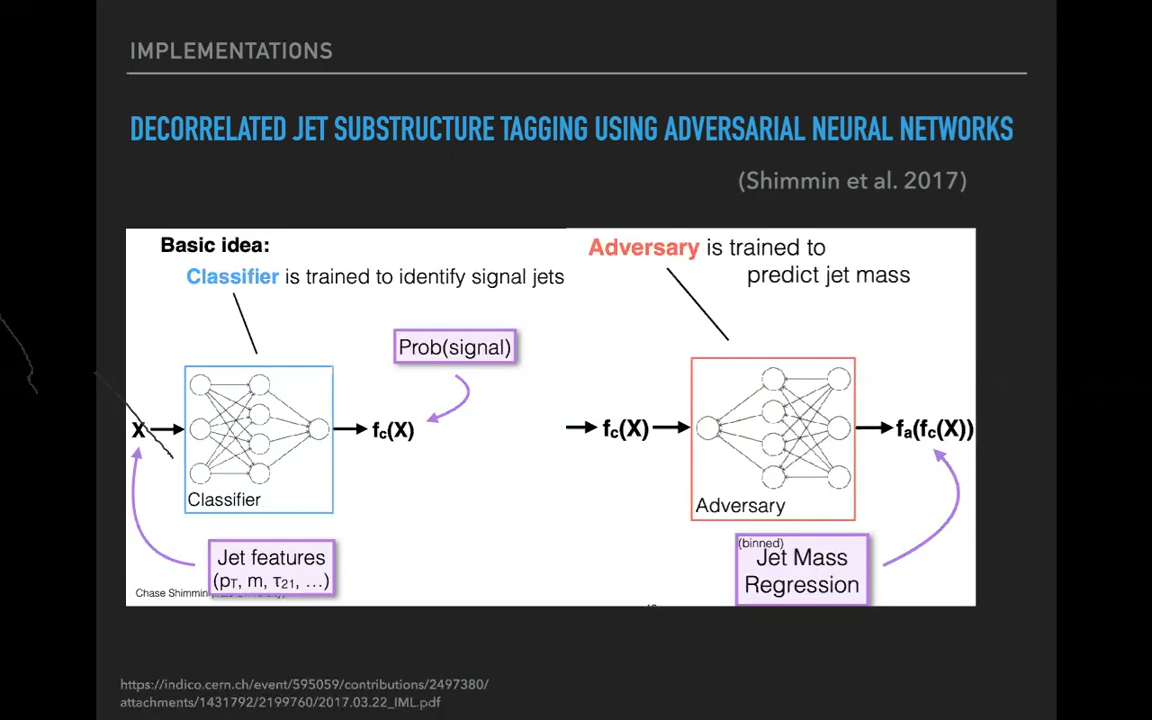 IMPLEMENTATIONS
DECORRELATED JET SUBSTRUCTURE TAGGING USING ADVERSARIAL NEURAL NETWORKS
(Shimmin et al. 2017)
Basic idea:
Classifier is trained to identify signal jets
Prob(signal)
X
fc(X)
Classifier
Jet features
(pT, m, τ21, …)
Chase Shimmin
Adversary is trained to
predict jet mass
fc(X)
fa(fc(X))
Adversary
(binned)
Jet Mass
Regression
https://indico.cern.ch/event/595059/contributions/2497380/
attachments/1431792/2199760/2017.03.22_IML.pdf